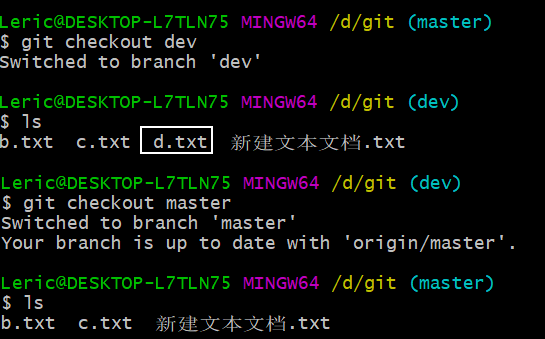 Leric@DESKTOP-L7TLN75 MINGW64 /d/git (master)
$ git checkout dev
Switched to branch 'dev'
Leric@DESKTOP-L7TLN75 MINGW64 /d/git (dev)
$ ls
b.txt  c.txt  d.txt  新建文本文档.txt
Leric@DESKTOP-L7TLN75 MINGW64 /d/git (dev)
$ git checkout master
Switched to branch 'master'
Your branch is up to date with 'origin/master'.
Leric@DESKTOP-L7TLN75 MINGW64 /d/git (master)
$ ls
b.txt  c.txt  新建文本文档.txt